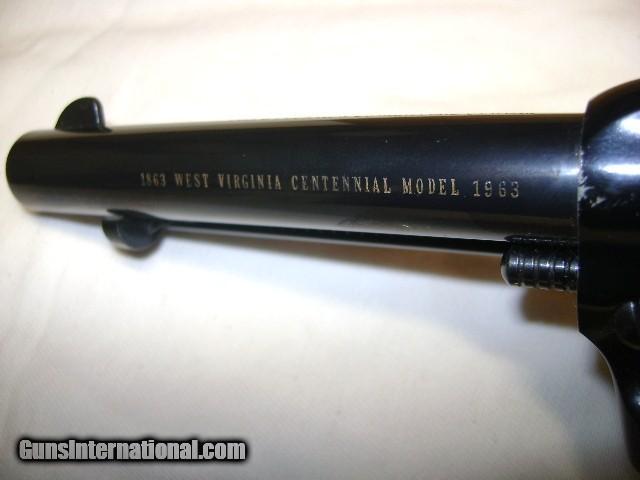 1863 WEST VIRGINIA CENTENNIAL MODEL 1963
GunsInternational.com